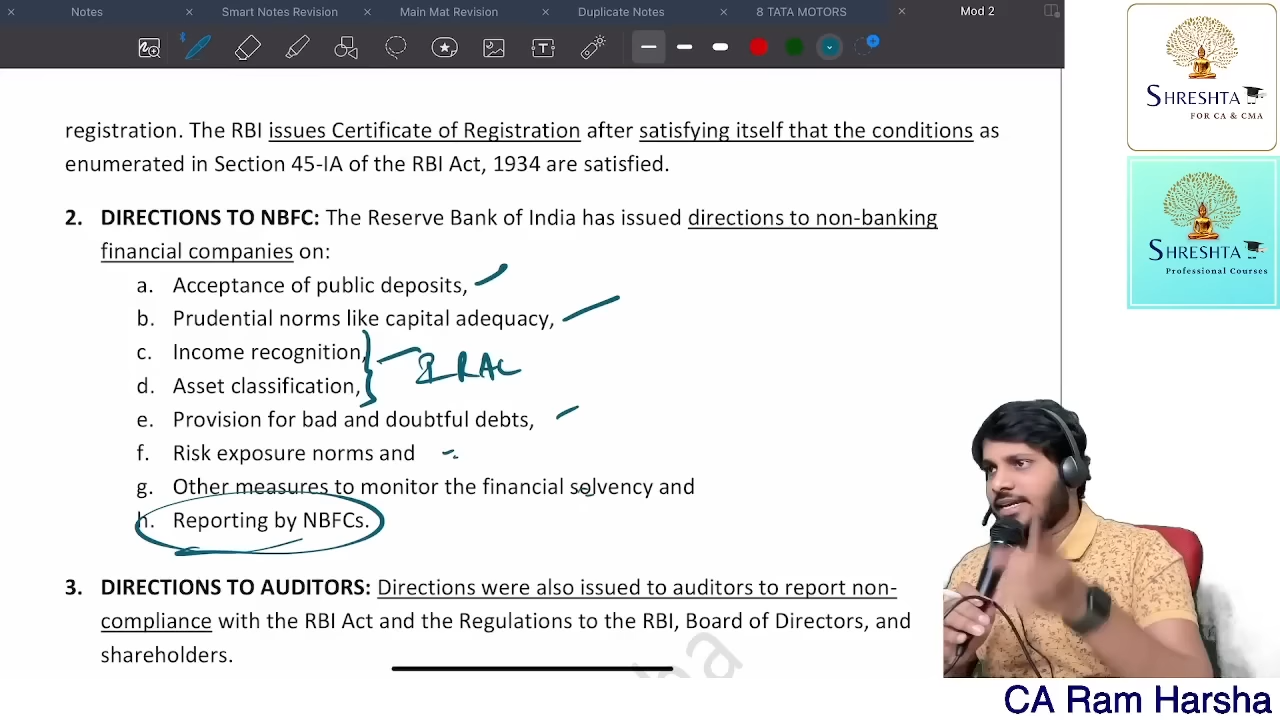 Notes
Smart Notes Revision
Main Mat Revision
Duplicate Notes
8 TATA MOTORS
Mod 2
SHRESHTA
FOR CA & CMA
SHRESHTA
Professional Courses
registration. The RBI issues Certificate of Registration after satisfying itself that the conditions as
enumerated in Section 45-IA of the RBI Act, 1934 are satisfied.
2. DIRECTIONS TO NBFC: The Reserve Bank of India has issued directions to non-banking
financial companies on:
a. Acceptance of public deposits,
b. Prudential norms like capital adequacy,
c. Income recognition,
d. Asset classification,
IRAC
e. Provision for bad and doubtful debts,
f. Risk exposure norms and
g. Other measures to monitor the financial solvency and
h. Reporting by NBFCs.
3. DIRECTIONS TO AUDITORS: Directions were also issued to auditors to report non-
compliance with the RBI Act and the Regulations to the RBI, Board of Directors, and
shareholders.
CA Ram Harsha